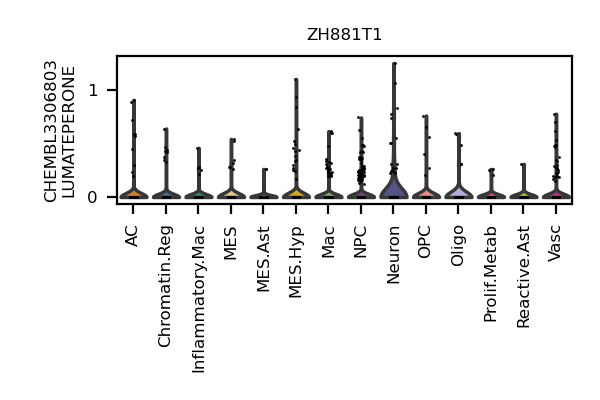 ZH881T1
CHEMBL3306803
LUMATEPERONE
1
0
AC
Chromatin.Reg
Inflammatory.Mac
MES
MES.Ast
MES.Hyp
Mac
NPC
Neuron
OPC
Oligo
Prolif.Metab
Reactive.Ast
Vasc